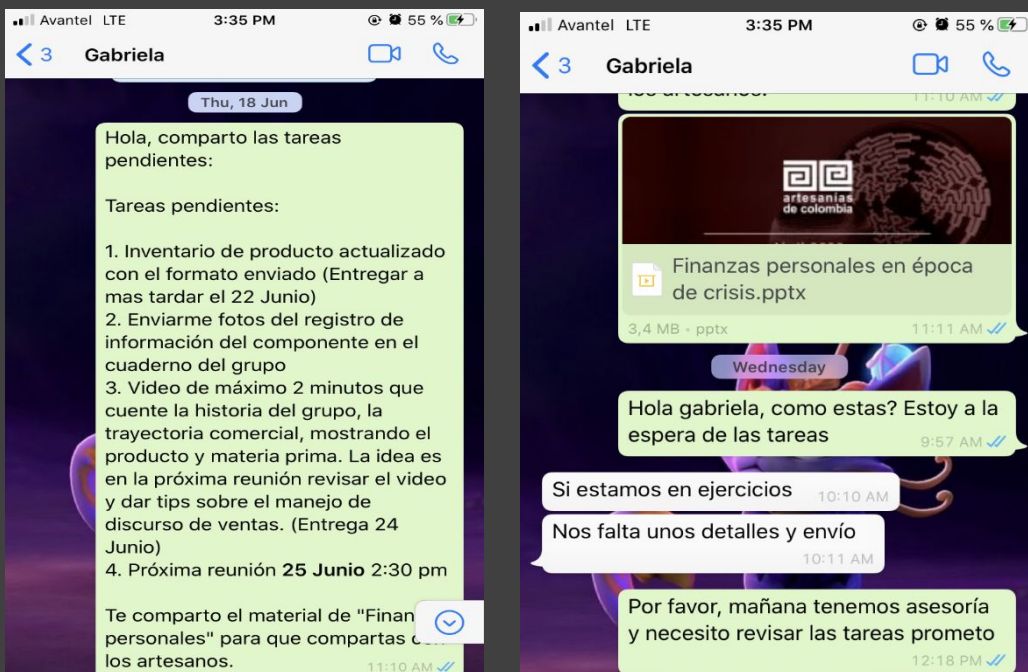 Avantel LTE 3:35 PM 55 %
3 Gabriela
Thu, 18 Jun
Hola, comparto las tareas
pendientes:
Tareas pendientes:
1. Inventario de producto actualizado
con el formato enviado (Entregar a
mas tardar el 22 Junio)
2. Enviarme fotos del registro de
información del componente en el
cuaderno del grupo
3. Video de máximo 2 minutos que
cuente la historia del grupo, la
trayectoria comercial, mostrando el
producto y materia prima. La idea es
en la próxima reunión revisar el video
y dar tips sobre el manejo de
discurso de ventas. (Entrega 24
Junio)
4. Próxima reunión 25 Junio 2:30 pm
Te comparto el material de "Finan
personales" para que compartas
los artesanos.
11:10 AM
Avantel LTE 3:35 PM 55 %
3 Gabriela
los artesanos.
11:10 AM
artesanías
de colombia
Finanzas personales en época
de crisis.pptx
3,4 MB • pptx 11:11 AM
Wednesday
Hola gabriela, como estas? Estoy a la
espera de las tareas
9:57 AM
Si estamos en ejercicios 10:10 AM
Nos falta unos detalles y envío
10:11 AM
Por favor, mañana tenemos asesoría
y necesito revisar las tareas prometo
12:18 PM